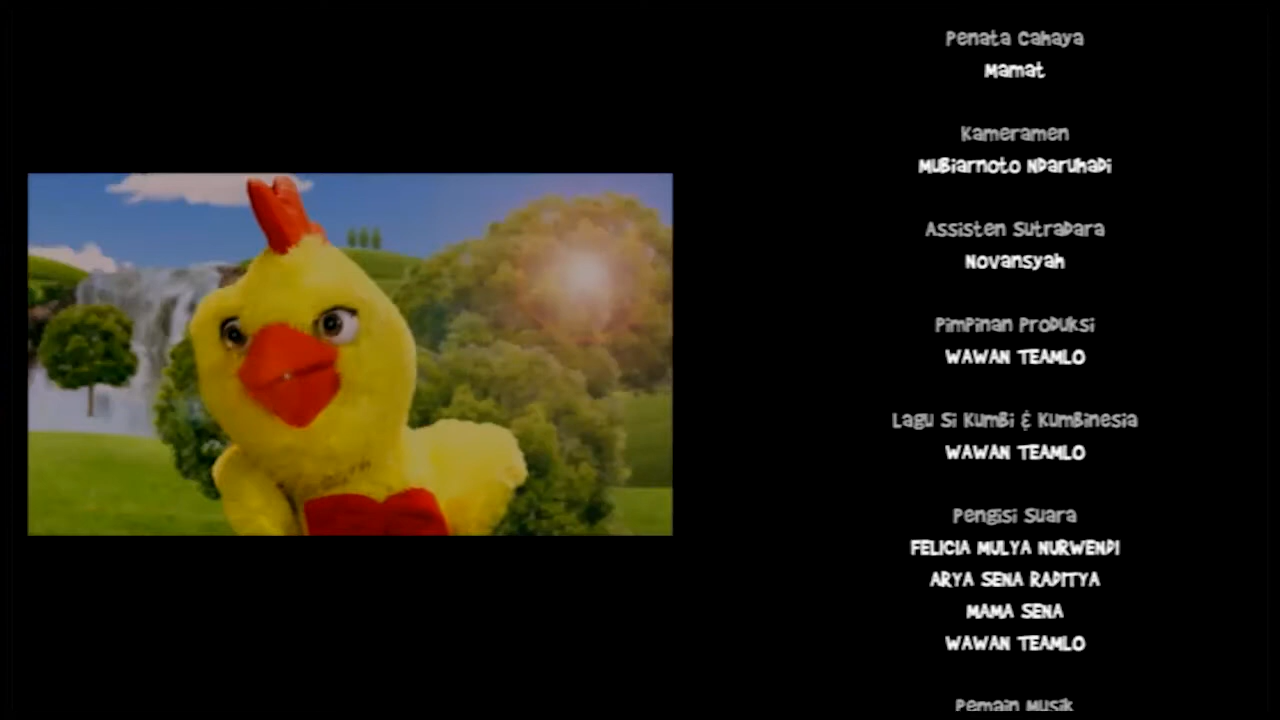 Penata Cahaya
Mamat
Kameramen
Mubiarnoto Ndaruhadi
Assisten Sutradara
Novansyah
Pimpinan Produksi
WAWAN TEAMLO
Lagu Si Kumbi & Kumbinesia
WAWAN TEAMLO
Pengisi Suara
FELICIA MULYA NURWENDI
ARYA SENA RADITYA
MAMA SENA
WAWAN TEAMLO
Pemain Musik